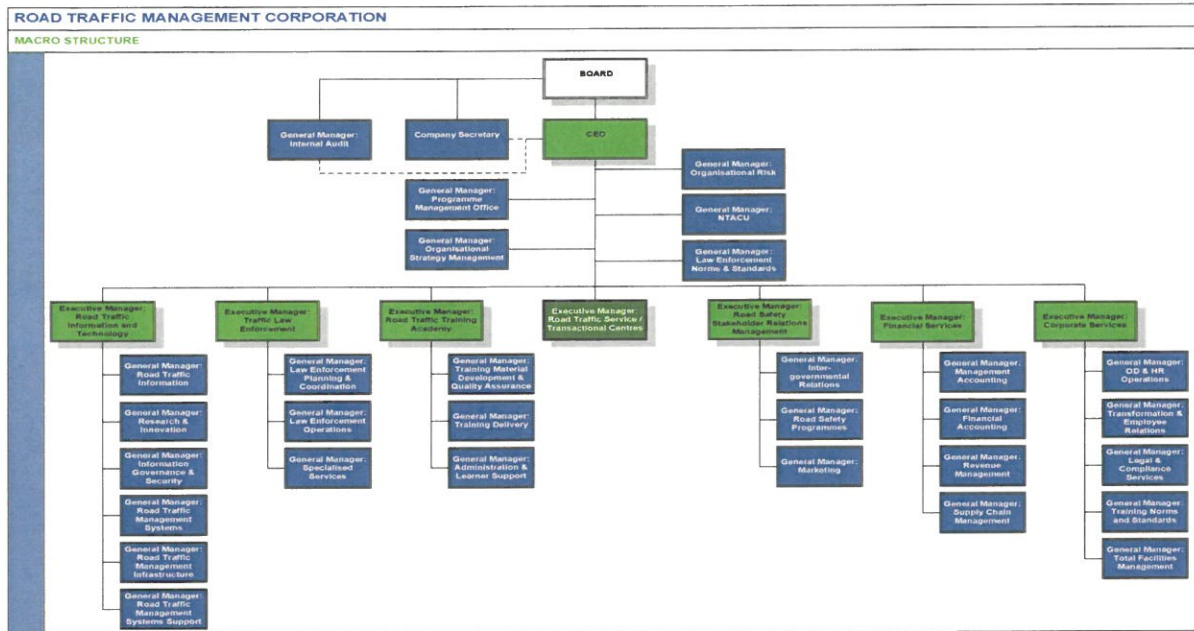 ROAD TRAFFIC MANAGEMENT CORPORATION
MACRO STRUCTURE
BOARD
General Manager:
Internal Audit
Company Secretary
CEO
General Manager:
Organisational Risk
General Manager:
Programme
Management Office
General Manager:
NTACU
General Manager:
Organisational
Strategy Management
General Manager:
Law Enforcement
Norms & Standards
Executive Manager:
Road Traffic
Information and
Technology
Executive Manager:
Traffic Law
Enforcement
Executive Manager:
Road Traffic Training
Academy
Executive Manager:
Road Traffic Service /
Transactional Centres
Executive Manager:
Road Safety
Stakeholder Relations
Management
Executive Manager:
Financial Services
Executive Manager:
Corporate Services
General Manager:
Road Traffic
Information
General Manager:
Research &
Innovation
General Manager:
Information
Governance &
Security
General Manager:
Road Traffic
Management
Systems
General Manager:
Road Traffic
Management
Infrastructure
General Manager:
Road Traffic
Management
Systems Support
General Manager:
Law Enforcement
Planning &
Coordination
General Manager:
Law Enforcement
Operations
General Manager:
Specialised
Services
General Manager:
Training Material
Development &
Quality Assurance
General Manager:
Training Delivery
General Manager:
Administration &
Learner Support
General Manager:
Inter-
governmental
Relations
General Manager:
Road Safety
Programmes
General Manager:
Marketing
General Manager:
Management
Accounting
General Manager:
Financial
Accounting
General Manager:
Revenue
Management
General Manager:
Supply Chain
Management
General Manager:
OD & HR
Operations
General Manager:
Transformation &
Employee
Relations
General Manager:
Legal &
Compliance
Services
General Manager:
Training Norms
and Standards
General Manager:
Total Facilities
Management